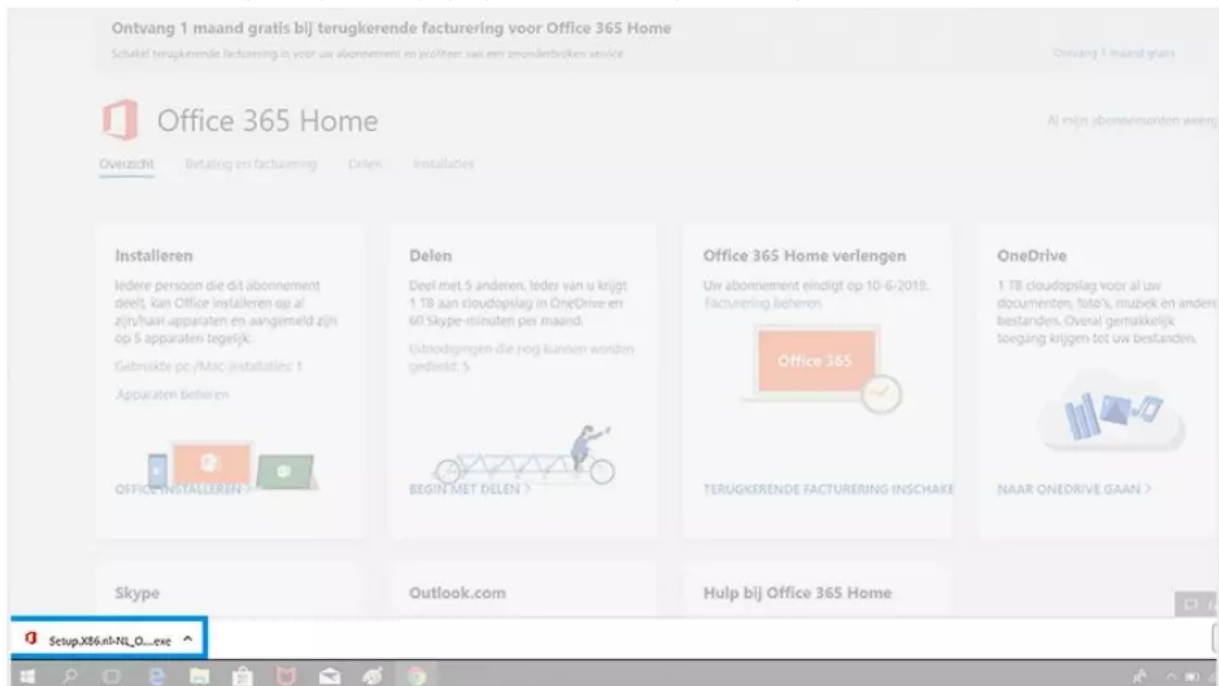 Ontvang 1 maand gratis bij terugkerende facturering voor Office 365 Home
Schakel terugkerende facturering in voor uw abonnement en profiteer van een ononderbroken service
Ontvang 1 maand gratis
Office 365 Home
Al mijn abonnementen
Overzicht Betaling en facturering Delen Installaties
Installeren
Iedere persoon die dit abonnement
deelt, kan Office installeren op al
zijn/haar apparaten en aangemeld zijn
op 5 apparaten tegelijk.
Gebruikte pc-/Mac-installaties: 1
Apparaten beheren
OFFICE INSTALLEREN >
Delen
Deel met 5 anderen. Ieder van u krijgt
1 TB aan cloudopslag in OneDrive en
60 Skype-minuten per maand.
Uitnodigingen die nog kunnen worden
gedeeld: 5
BEGIN MET DELEN >
Office 365 Home verlengen
Uw abonnement eindigt op 10-6-2019.
Facturering beheren
Office 365
TERUGKERENDE FACTURERING INSCHAKE
OneDrive
1 TB cloudopslag voor al uw
documenten, foto's, muziek en ander
bestanden. Overal gemakkelijk
toegang krijgen tot uw bestanden.
NAAR ONEDRIVE GAAN >
Skype
Outlook.com
Hulp bij Office 365 Home
Setup.X86.nl-NL_O....exe